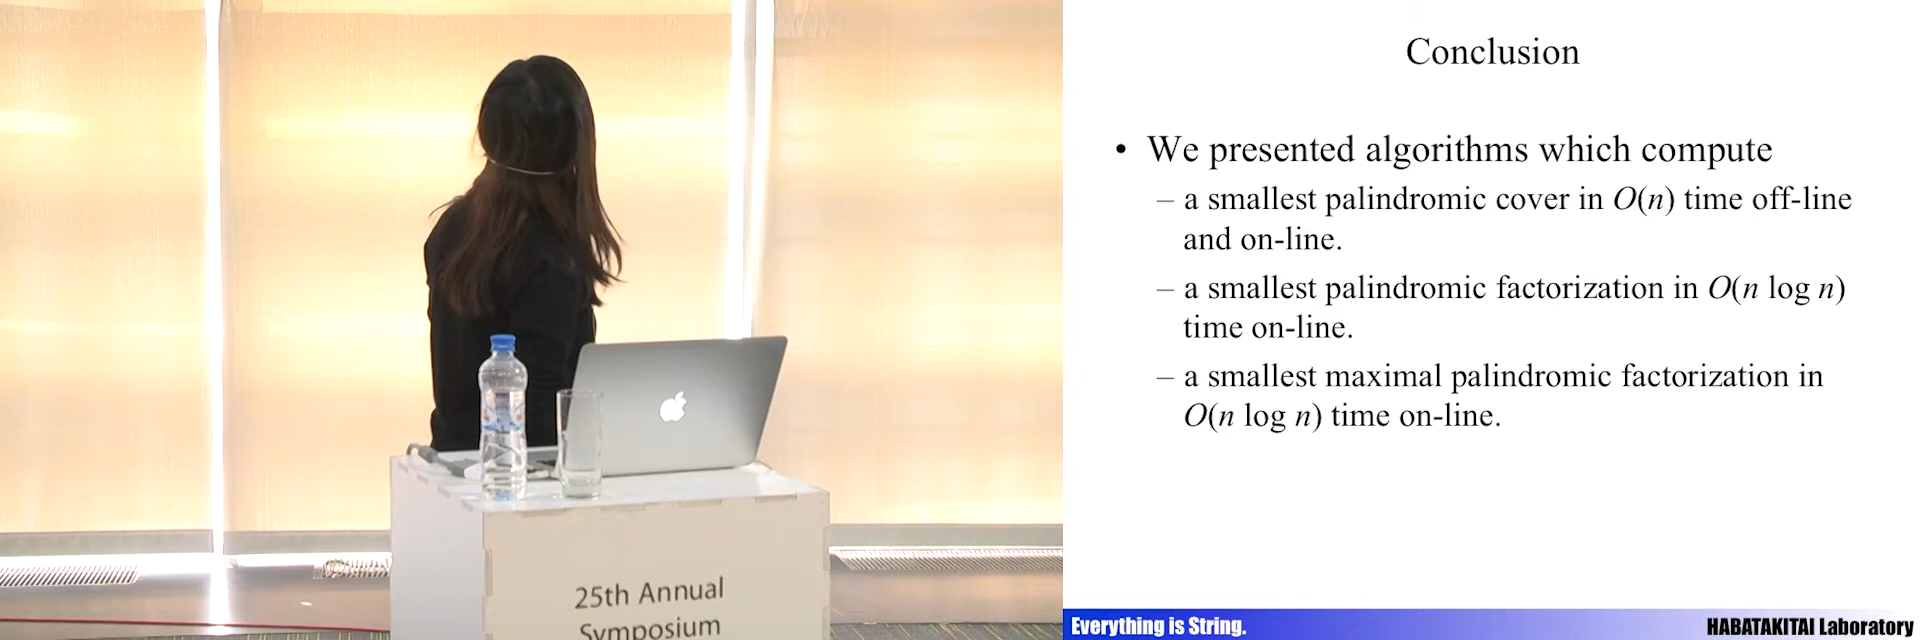 25th Annual
Symposium
Conclusion
• We presented algorithms which compute
– a smallest palindromic cover in O(n) time off-line
and on-line.
– a smallest palindromic factorization in O(n log n)
time on-line.
– a smallest maximal palindromic factorization in
O(n log n) time on-line.
Everything is String.
HABATAKITAI Laboratory